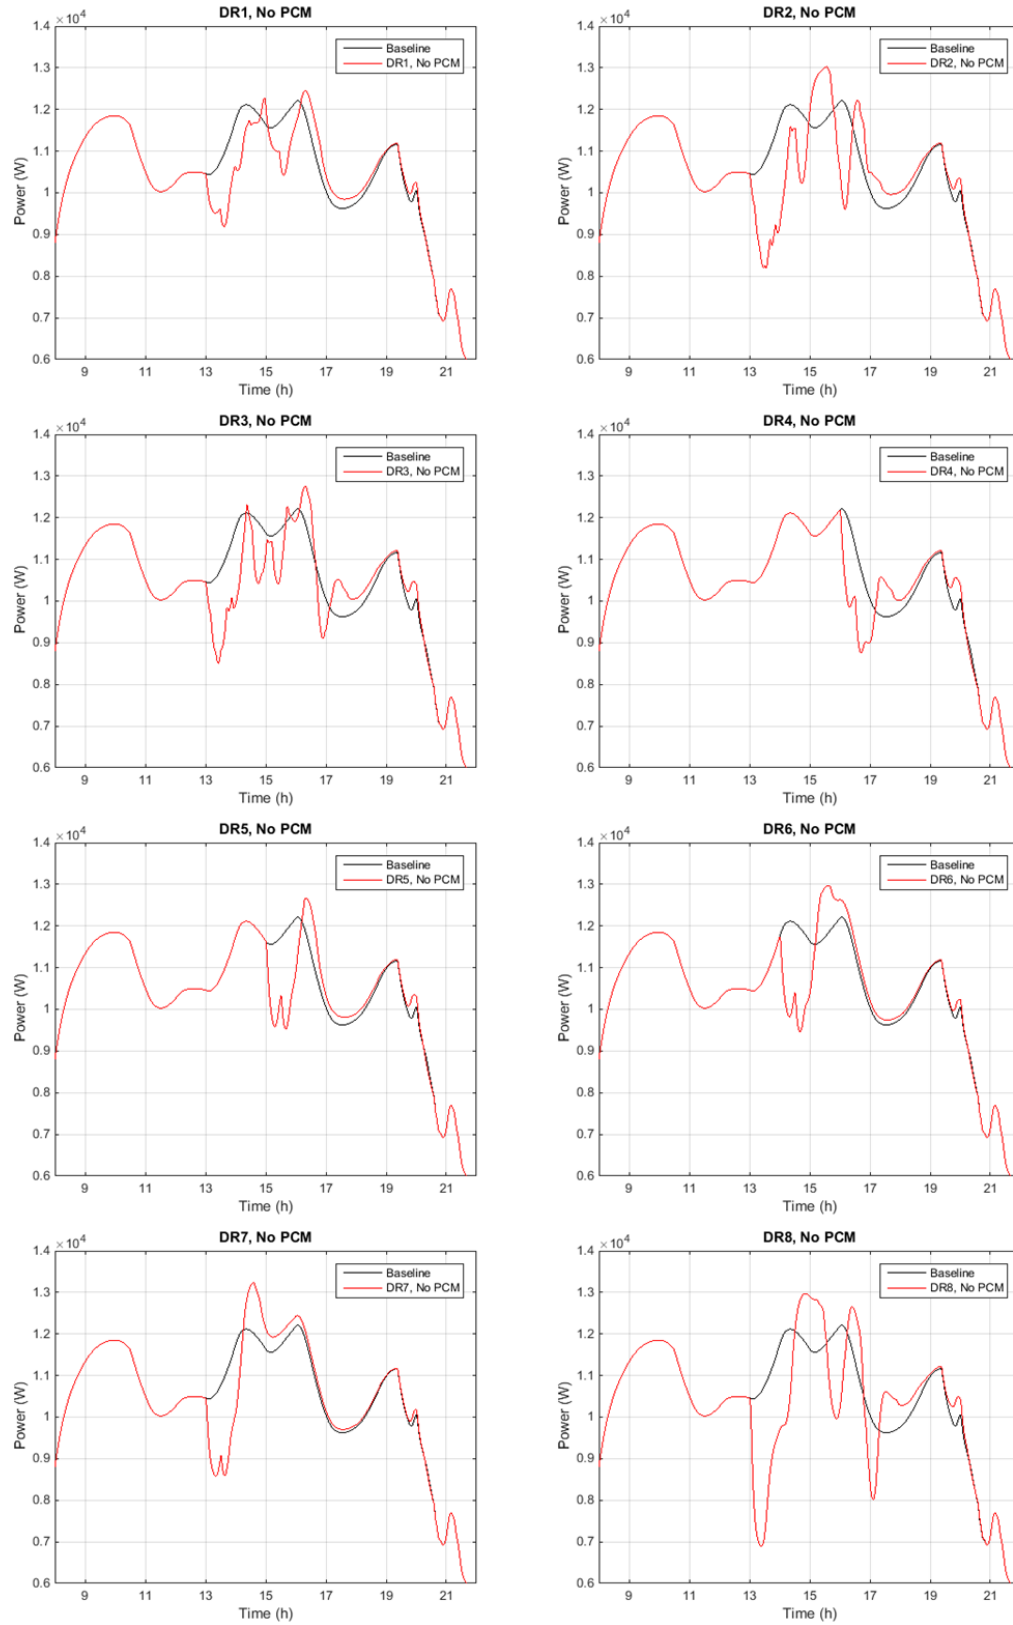 DR1, No PCM
×10⁴
1.4
1.3
1.2
1.1
1.0
0.9
0.8
0.7
0.6
Power (W)
Baseline
DR1, No PCM
9 11 13 15 17 19 21
Time (h)
DR2, No PCM
×10⁴
1.4
1.3
1.2
1.1
1.0
0.9
0.8
0.7
0.6
Power (W)
Baseline
DR2, No PCM
9 11 13 15 17 19 21
Time (h)
DR3, No PCM
×10⁴
1.4
1.3
1.2
1.1
1.0
0.9
0.8
0.7
0.6
Power (W)
Baseline
DR3, No PCM
9 11 13 15 17 19 21
Time (h)
DR4, No PCM
×10⁴
1.4
1.3
1.2
1.1
1.0
0.9
0.8
0.7
0.6
Power (W)
Baseline
DR4, No PCM
9 11 13 15 17 19 21
Time (h)
DR5, No PCM
×10⁴
1.4
1.3
1.2
1.1
1.0
0.9
0.8
0.7
0.6
Power (W)
Baseline
DR5, No PCM
9 11 13 15 17 19 21
Time (h)
DR6, No PCM
×10⁴
1.4
1.3
1.2
1.1
1.0
0.9
0.8
0.7
0.6
Power (W)
Baseline
DR6, No PCM
9 11 13 15 17 19 21
Time (h)
DR7, No PCM
×10⁴
1.4
1.3
1.2
1.1
1.0
0.9
0.8
0.7
0.6
Power (W)
Baseline
DR7, No PCM
9 11 13 15 17 19 21
Time (h)
DR8, No PCM
×10⁴
1.4
1.3
1.2
1.1
1.0
0.9
0.8
0.7
0.6
Power (W)
Baseline
DR8, No PCM
9 11 13 15 17 19 21
Time (h)